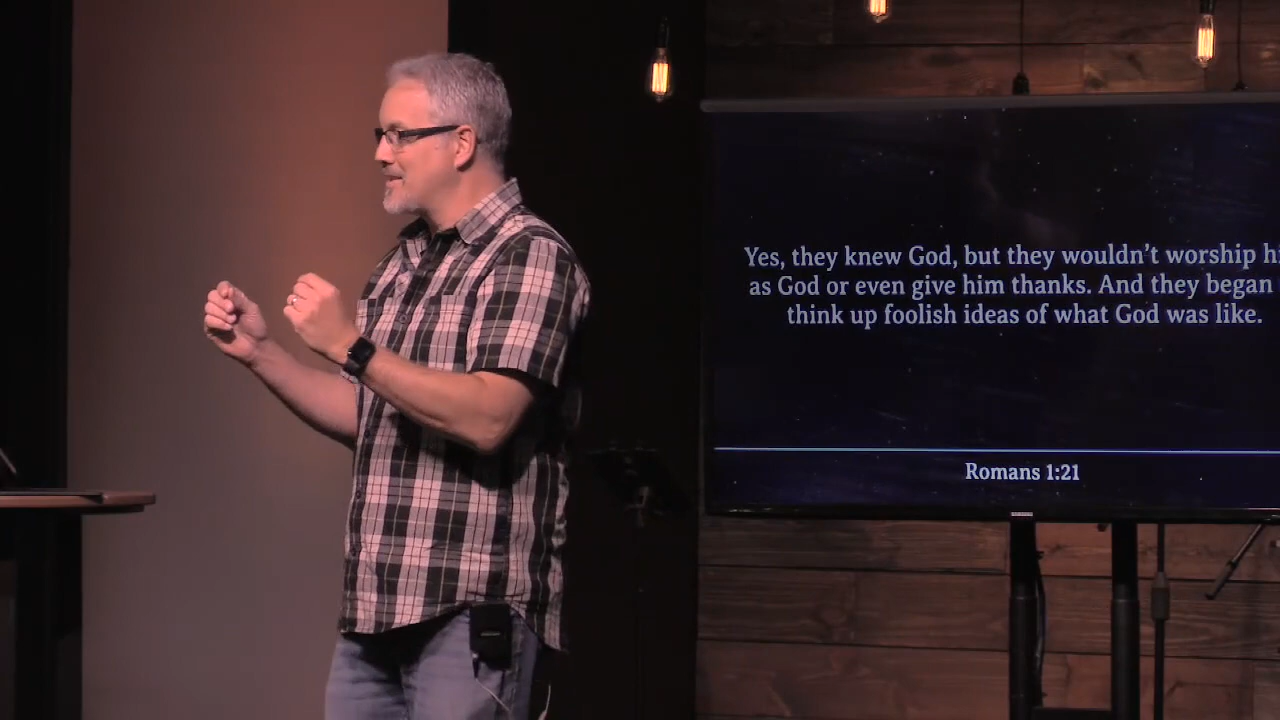 Yes, they knew God, but they wouldn't worship
as God or even give him thanks. And they began
think up foolish ideas of what God was like.
Romans 1:21